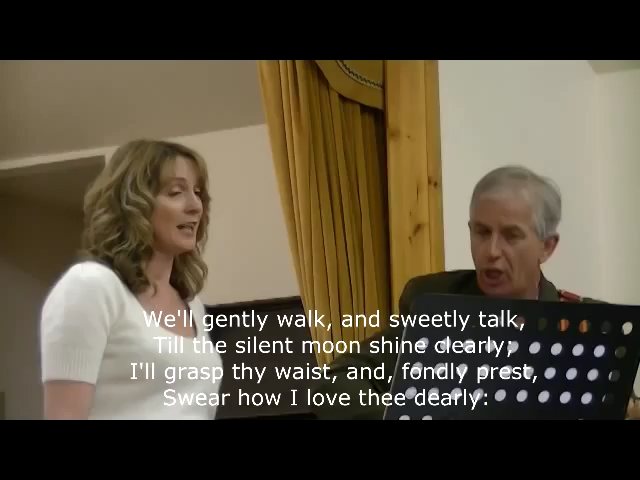 We'll gently walk, and sweetly talk,
Till the silent moon shine clearly;
I'll grasp thy waist, and, fondly prest,
Swear how I love thee dearly: